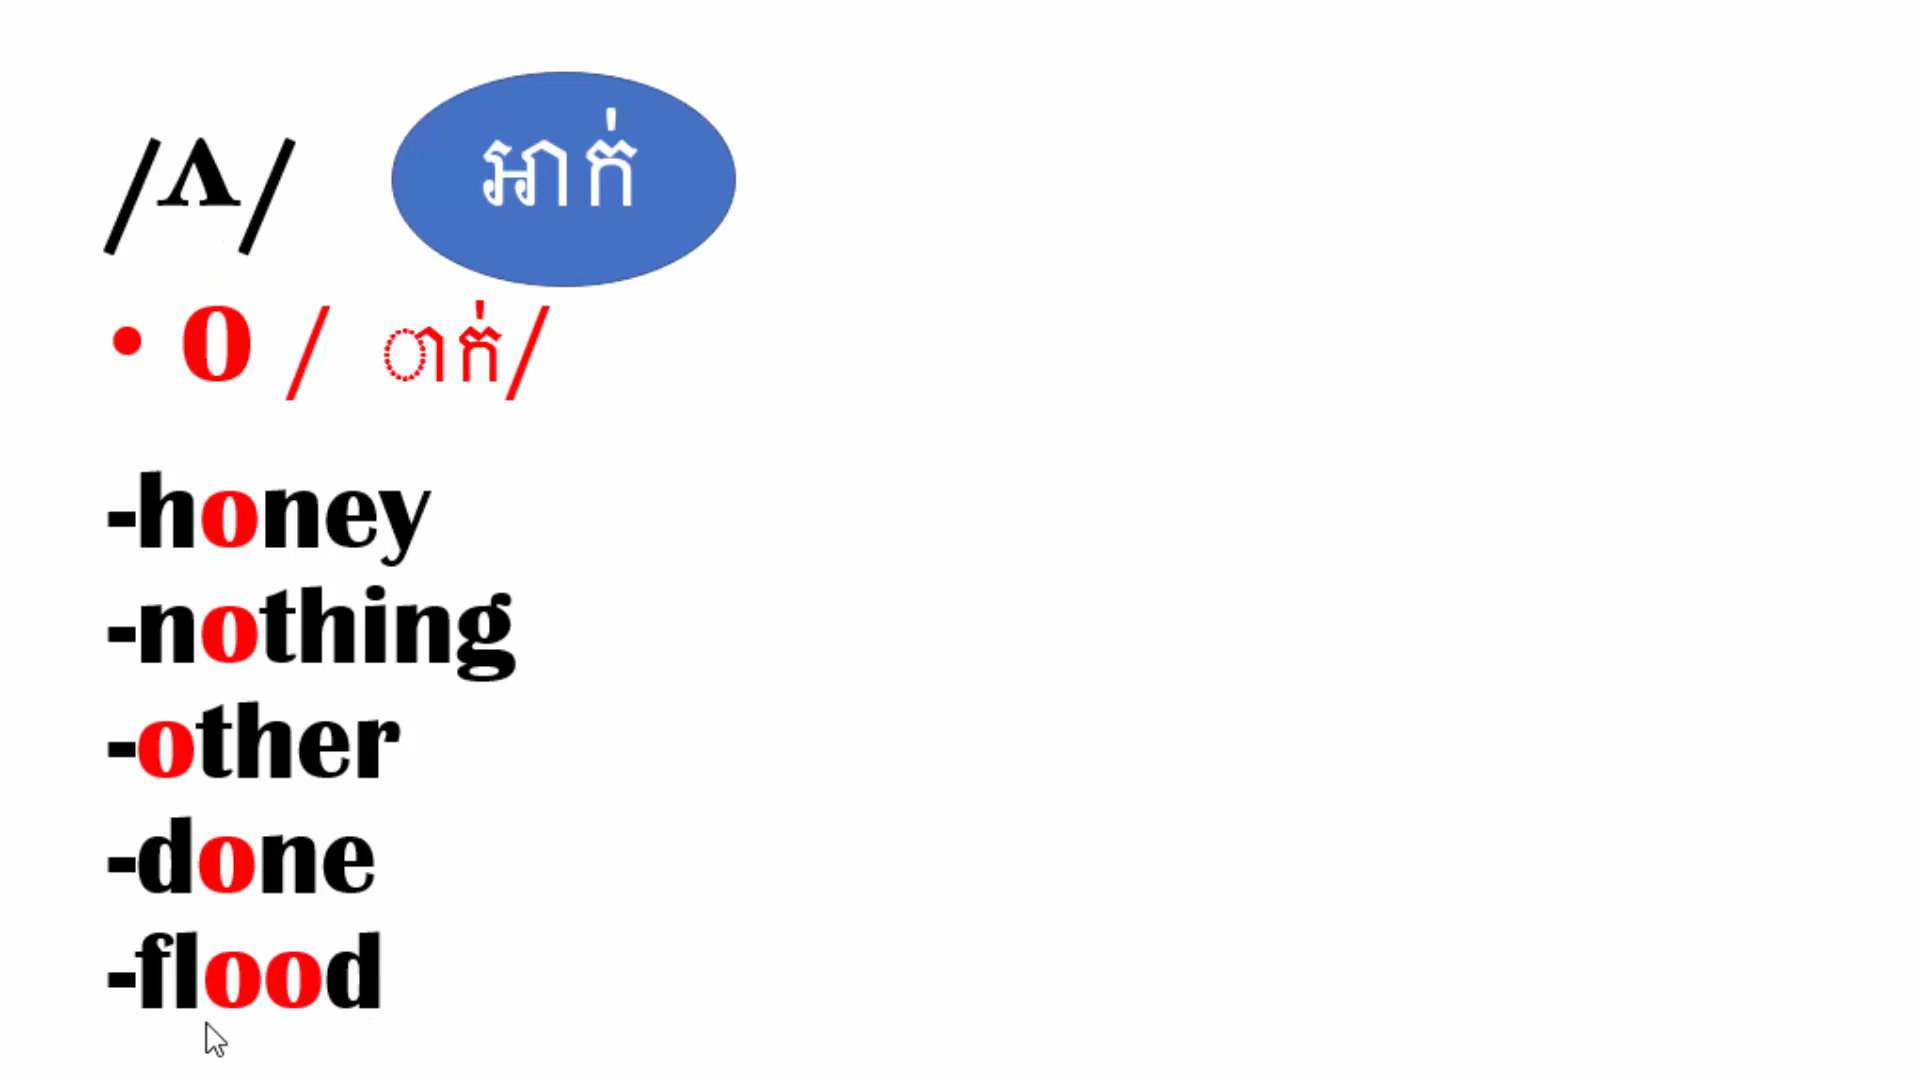 /ʌ/ អាក់
• o / ◌ាក់/
-honey
-nothing
-other
-done
-flood